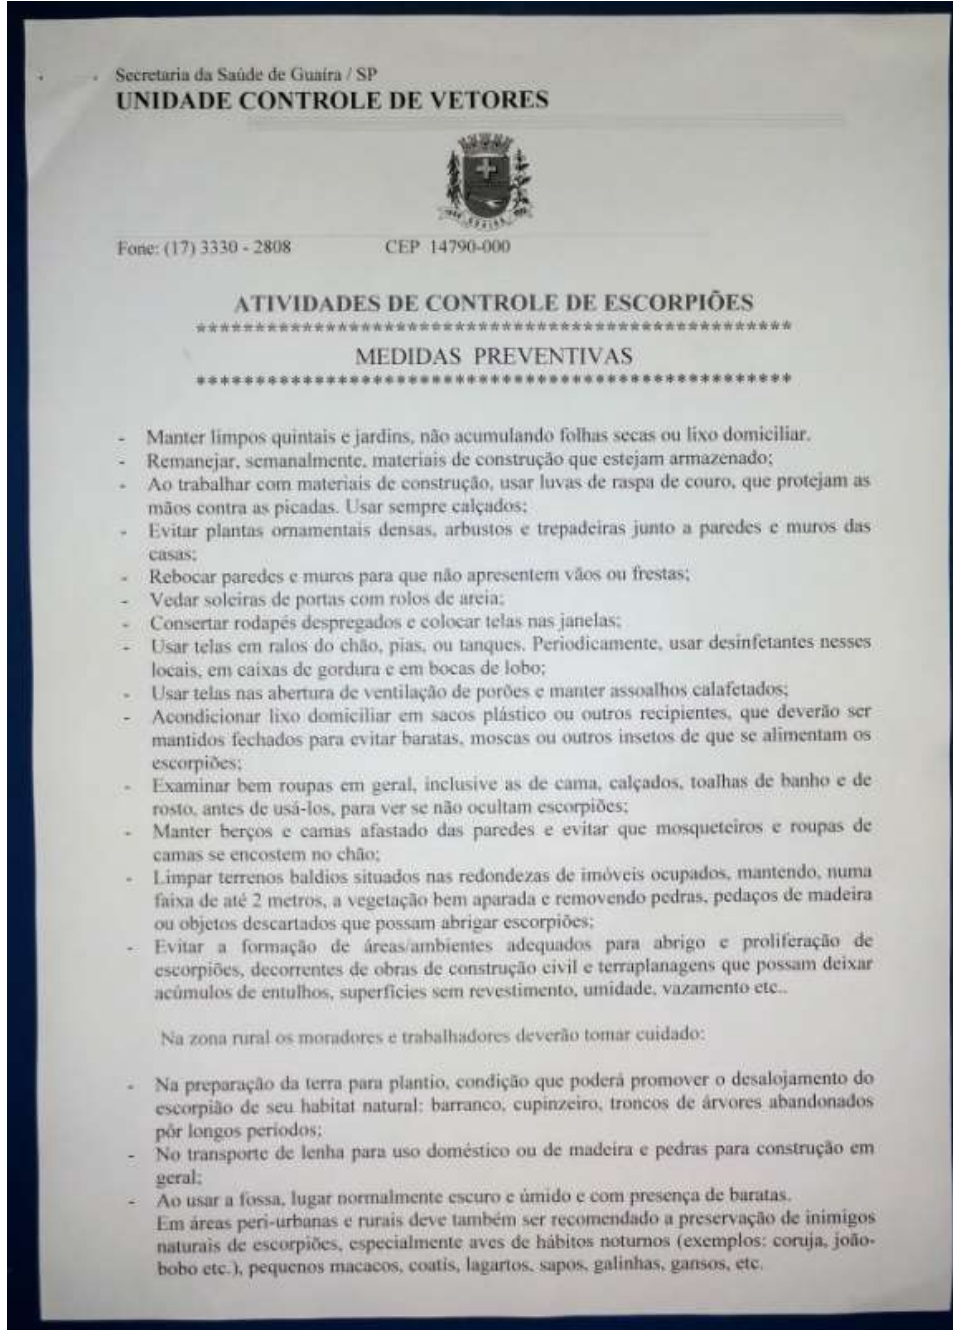 Secretaria da Saúde de Guaíra / SP
UNIDADE CONTROLE DE VETORES
GUAIRA
Fone: (17) 3330 - 2808 CEP 14790-000
ATIVIDADES DE CONTROLE DE ESCORPIÕES
**************************************************
MEDIDAS PREVENTIVAS
**************************************************
- Manter limpos quintais e jardins, não acumulando folhas secas ou lixo domiciliar.
- Remanejar, semanalmente, materiais de construção que estejam armazenado;
- Ao trabalhar com materiais de construção, usar luvas de raspa de couro, que protejam as
mãos contra as picadas. Usar sempre calçados;
- Evitar plantas ornamentais densas, arbustos e trepadeiras junto a paredes e muros das
casas;
- Rebocar paredes e muros para que não apresentem vãos ou frestas;
- Vedar soleiras de portas com rolos de areia;
- Consertar rodapés despregados e colocar telas nas janelas;
- Usar telas em ralos do chão, pias, ou tanques. Periodicamente, usar desinfetantes nesses
locais, em caixas de gordura e em bocas de lobo;
- Usar telas nas abertura de ventilação de porões e manter assoalhos calafetados;
- Acondicionar lixo domiciliar em sacos plástico ou outros recipientes, que deverão ser
mantidos fechados para evitar baratas, moscas ou outros insetos de que se alimentam os
escorpiões;
- Examinar bem roupas em geral, inclusive as de cama, calçados, toalhas de banho e de
rosto, antes de usá-los, para ver se não ocultam escorpiões;
- Manter berços e camas afastado das paredes e evitar que mosqueteiros e roupas de
camas se encostem no chão;
- Limpar terrenos baldios situados nas redondezas de imóveis ocupados, mantendo, numa
faixa de até 2 metros, a vegetação bem aparada e removendo pedras, pedaços de madeira
ou objetos descartados que possam abrigar escorpiões;
- Evitar a formação de áreas/ambientes adequados para abrigo e proliferação de
escorpiões, decorrentes de obras de construção civil e terraplanagens que possam deixar
acúmulos de entulhos, superfícies sem revestimento, umidade, vazamento etc..
Na zona rural os moradores e trabalhadores deverão tomar cuidado:
- Na preparação da terra para plantio, condição que poderá promover o desalojamento do
escorpião de seu habitat natural: barranco, cupinzeiro, troncos de árvores abandonados
pôr longos períodos;
- No transporte de lenha para uso doméstico ou de madeira e pedras para construção em
geral;
- Ao usar a fossa, lugar normalmente escuro e úmido e com presença de baratas.
Em áreas peri-urbanas e rurais deve também ser recomendado a preservação de inimigos
naturais de escorpiões, especialmente aves de hábitos noturnos (exemplos: coruja, joão-
bobo etc.), pequenos macacos, coatis, lagartos, sapos, galinhas, gansos, etc.